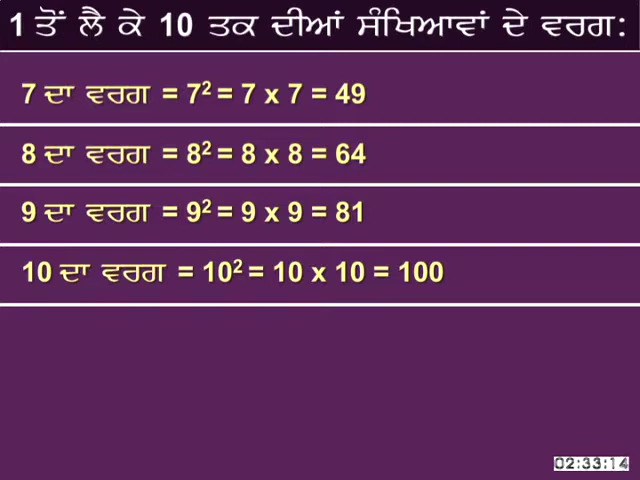 1 ਤੋਂ ਲੈ ਕੇ 10 ਤਕ ਦੀਆਂ ਸੰਖਿਆਵਾਂ ਦੇ ਵਰਗ:
7 ਦਾ ਵਰਗ = 7² = 7 x 7 = 49
8 ਦਾ ਵਰਗ = 8² = 8 x 8 = 64
9 ਦਾ ਵਰਗ = 9² = 9 x 9 = 81
10 ਦਾ ਵਰਗ = 10² = 10 x 10 = 100
02:33:14